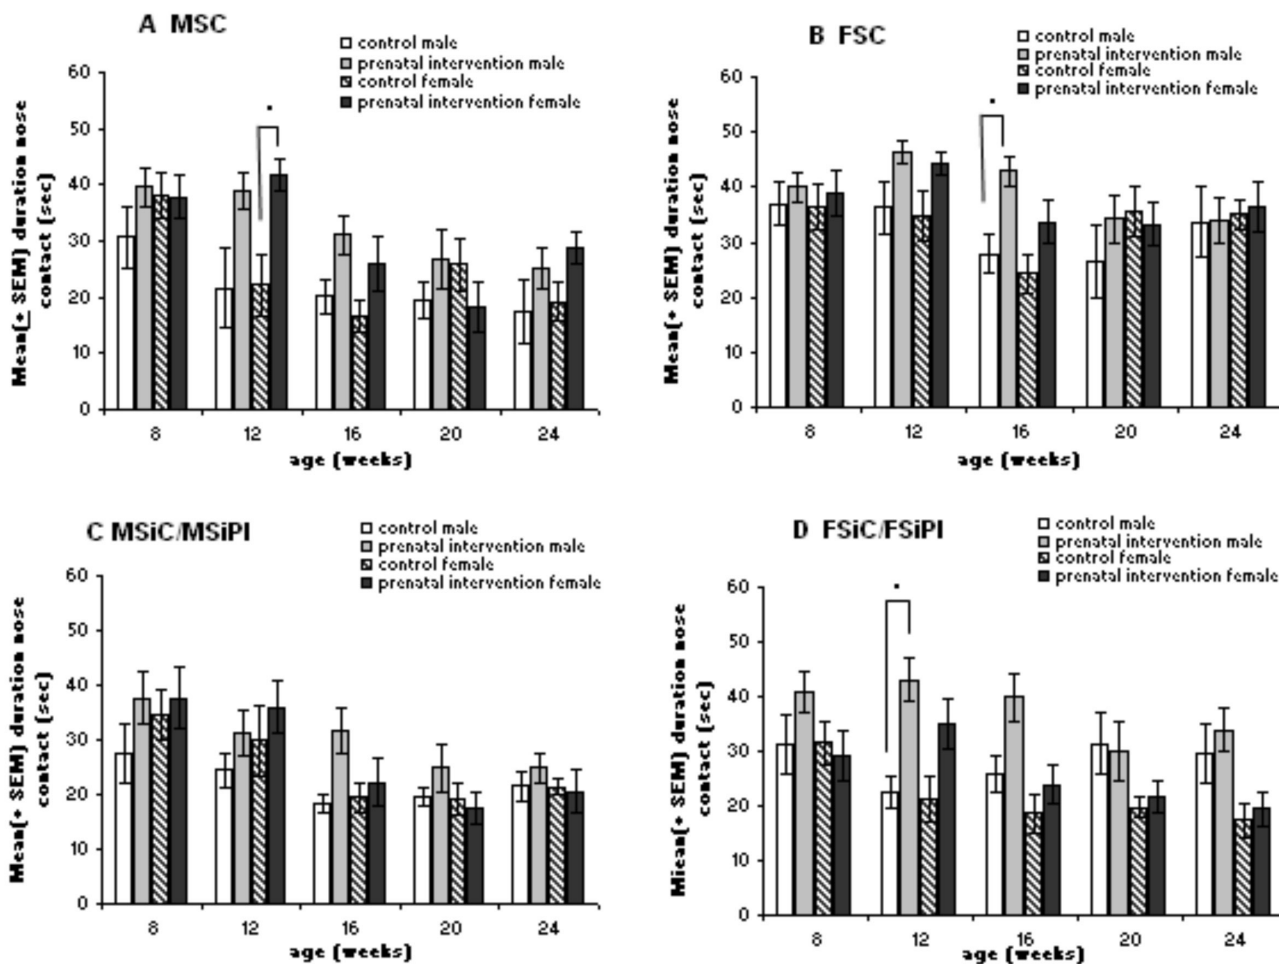 A MSC
control male
prenatal intervention male
control female
prenatal intervention female
60
50
40
30
20
10
0
Mean(+ SEM) duration nose
contact (sec)
8 12 16 20 24
age (weeks)
B FSC
control male
prenatal intervention male
control female
prenatal intervention female
60
50
40
30
20
10
0
Mean(+ SEM) duration nose
contact (sec)
8 12 16 20 24
age (weeks)
C MSiC/MSiPI
control male
prenatal intervention male
control female
prenatal intervention female
60
50
40
30
20
10
0
Mean(+ SEM) duration nose
contact (sec)
8 12 16 20 24
age (weeks)
D FSiC/FSiPI
control male
prenatal intervention male
control female
prenatal intervention female
60
50
40
30
20
10
0
Miean(+ SEM) duration nose
contact (sec)
8 12 16 20 24
age (weeks)